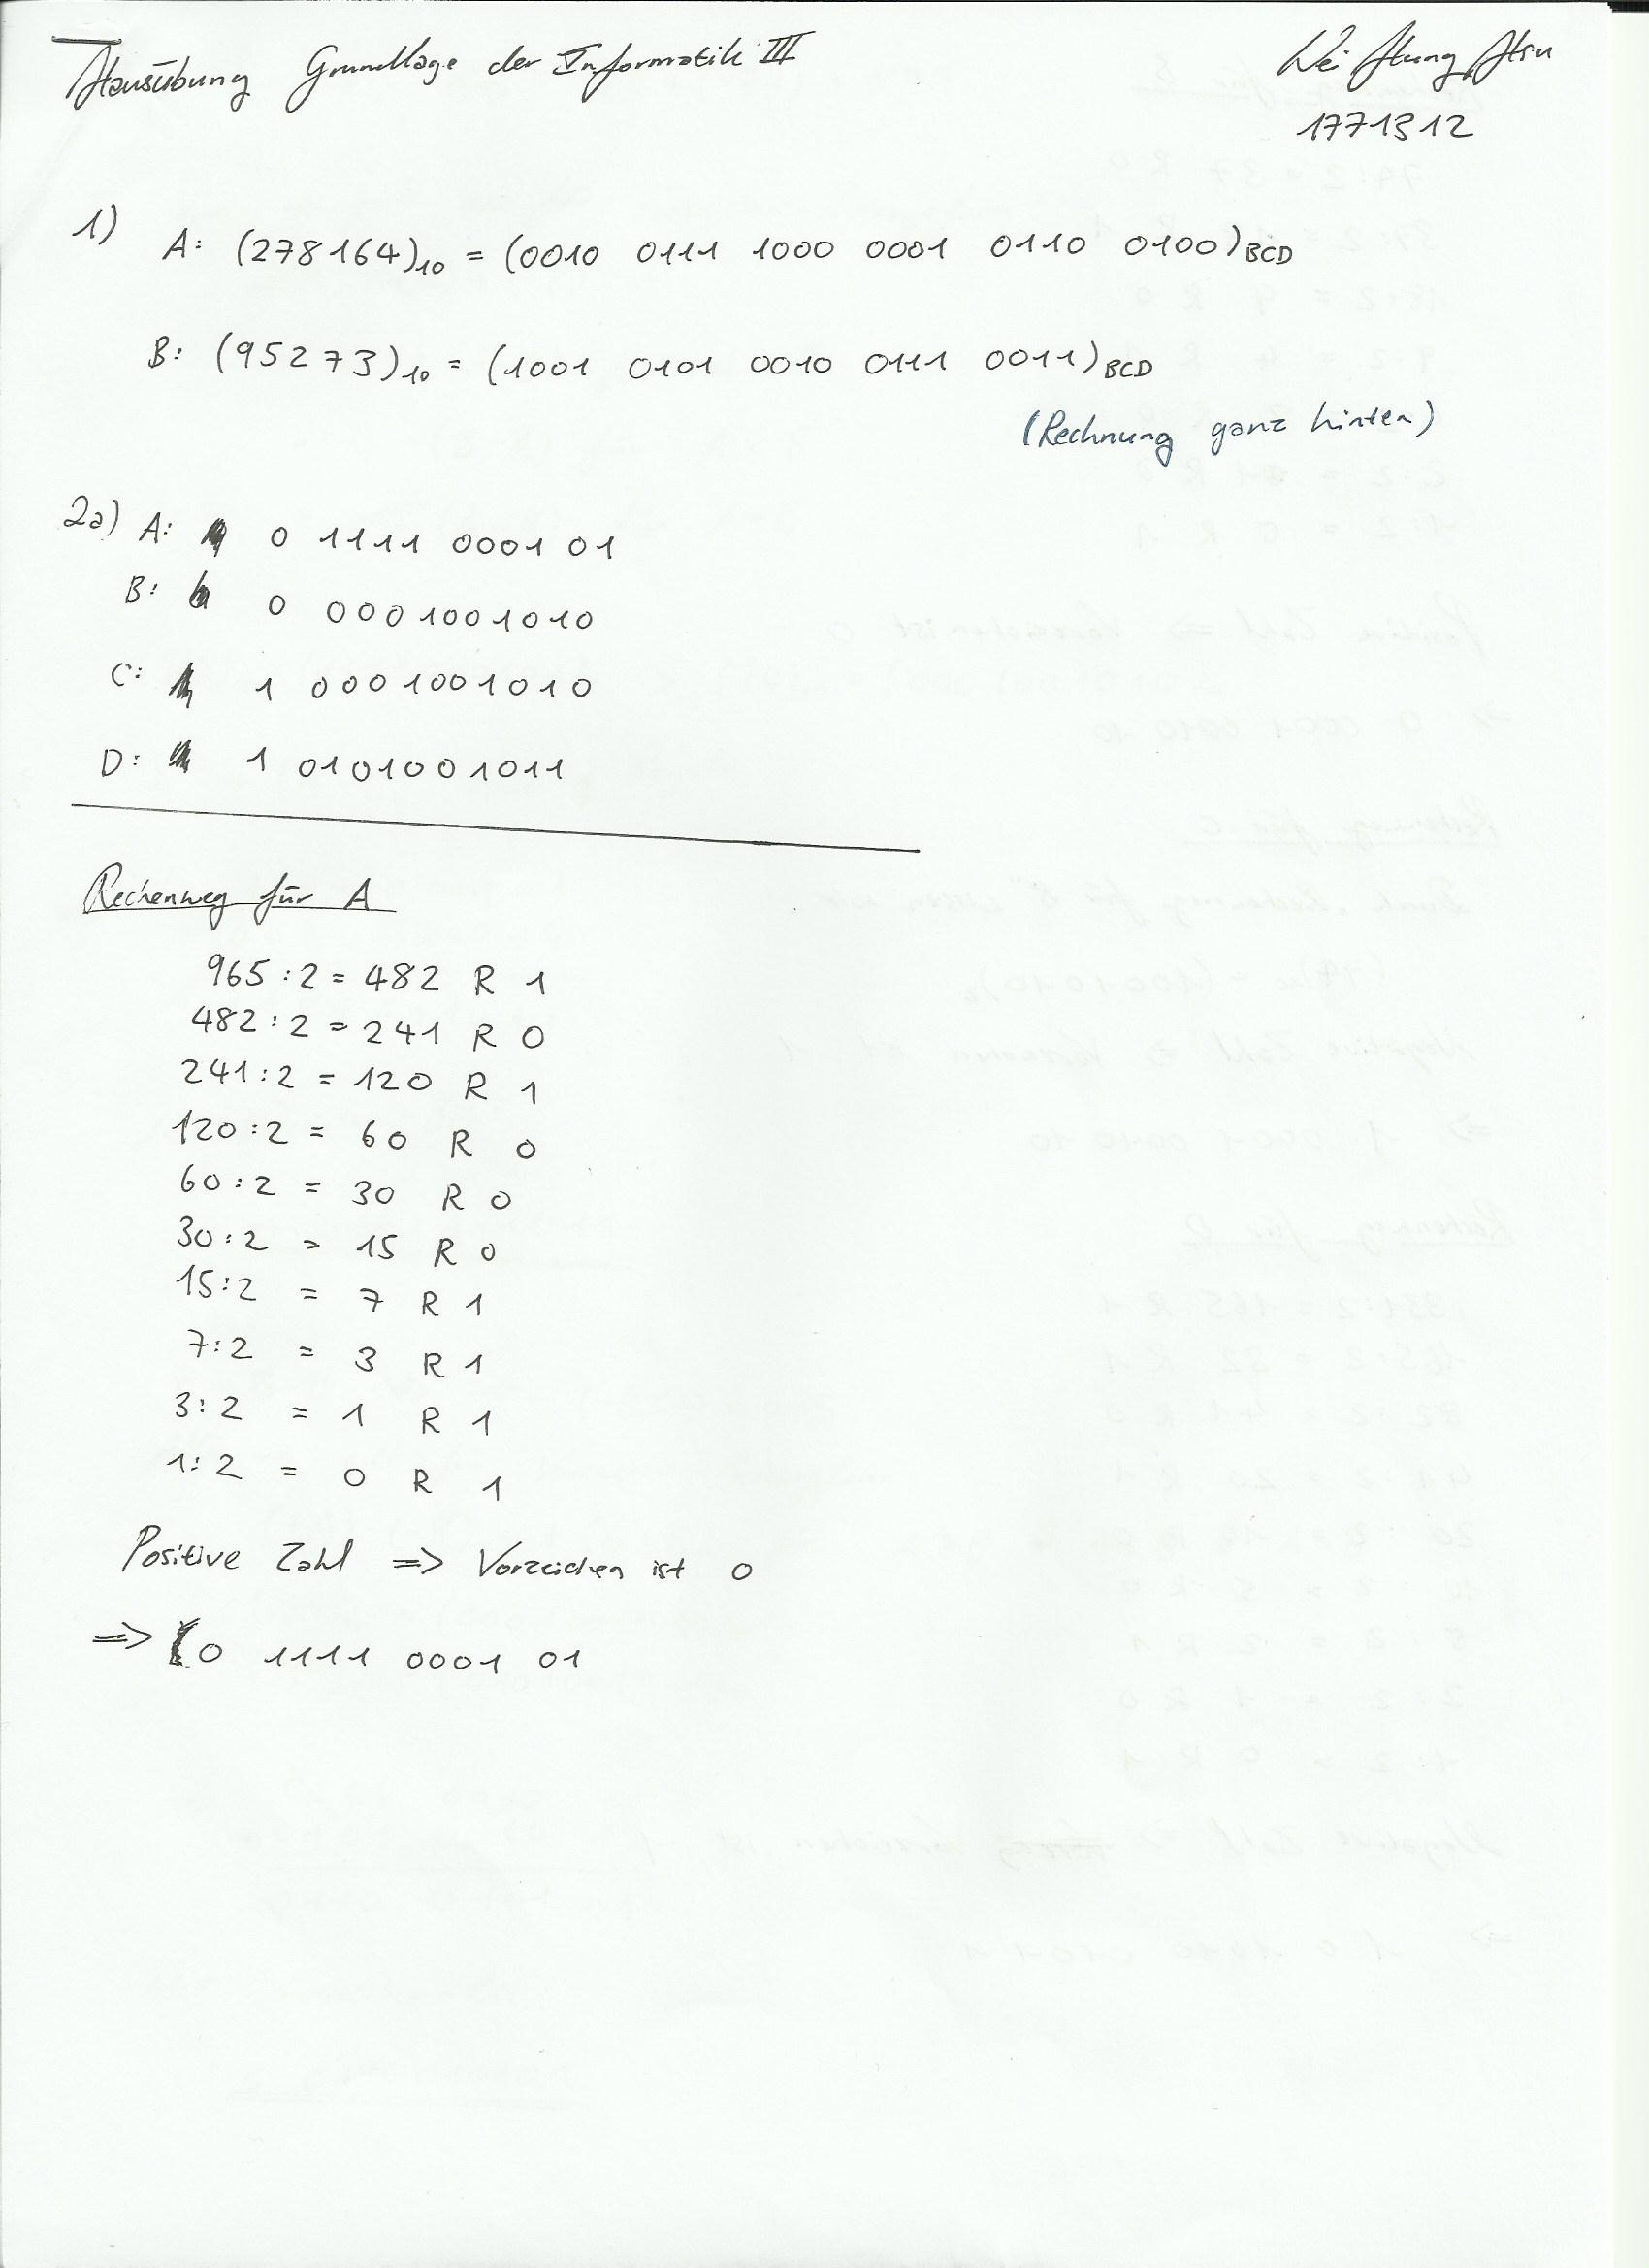 Hausübung Grundlage der Informatik III
Wei Hung Hsu
1771312
1)
A: (278164)10 = (0010 0111 1000 0001 0110 0100)BCD
B: (95273)10 = (1001 0101 0010 0111 0011)BCD
(Rechnung ganz hinten)
2a) A: 0 1111 0001 01
B: 0 0001001010
C: 1 0001001010
D: 1 0101001011
Rechenweg für A
965:2 = 482 R 1
482:2 = 241 R 0
241:2 = 120 R 1
120:2 = 60 R 0
60:2 = 30 R 0
30:2 = 15 R 0
15:2 = 7 R 1
7:2 = 3 R 1
3:2 = 1 R 1
1:2 = 0 R 1
Positive Zahl => Vorzeichen ist 0
=> 0 1111 0001 01